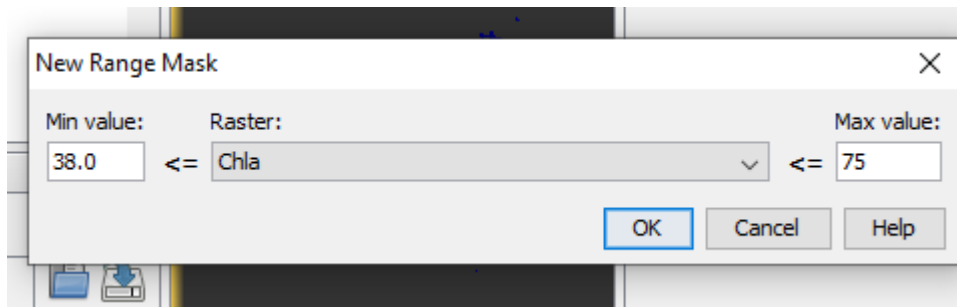 New Range Mask
Min value: Raster: Max value:
38.0 <= Chla <= 75
OK Cancel Help